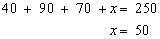 40 + 90 + 70 + x = 250
x = 50